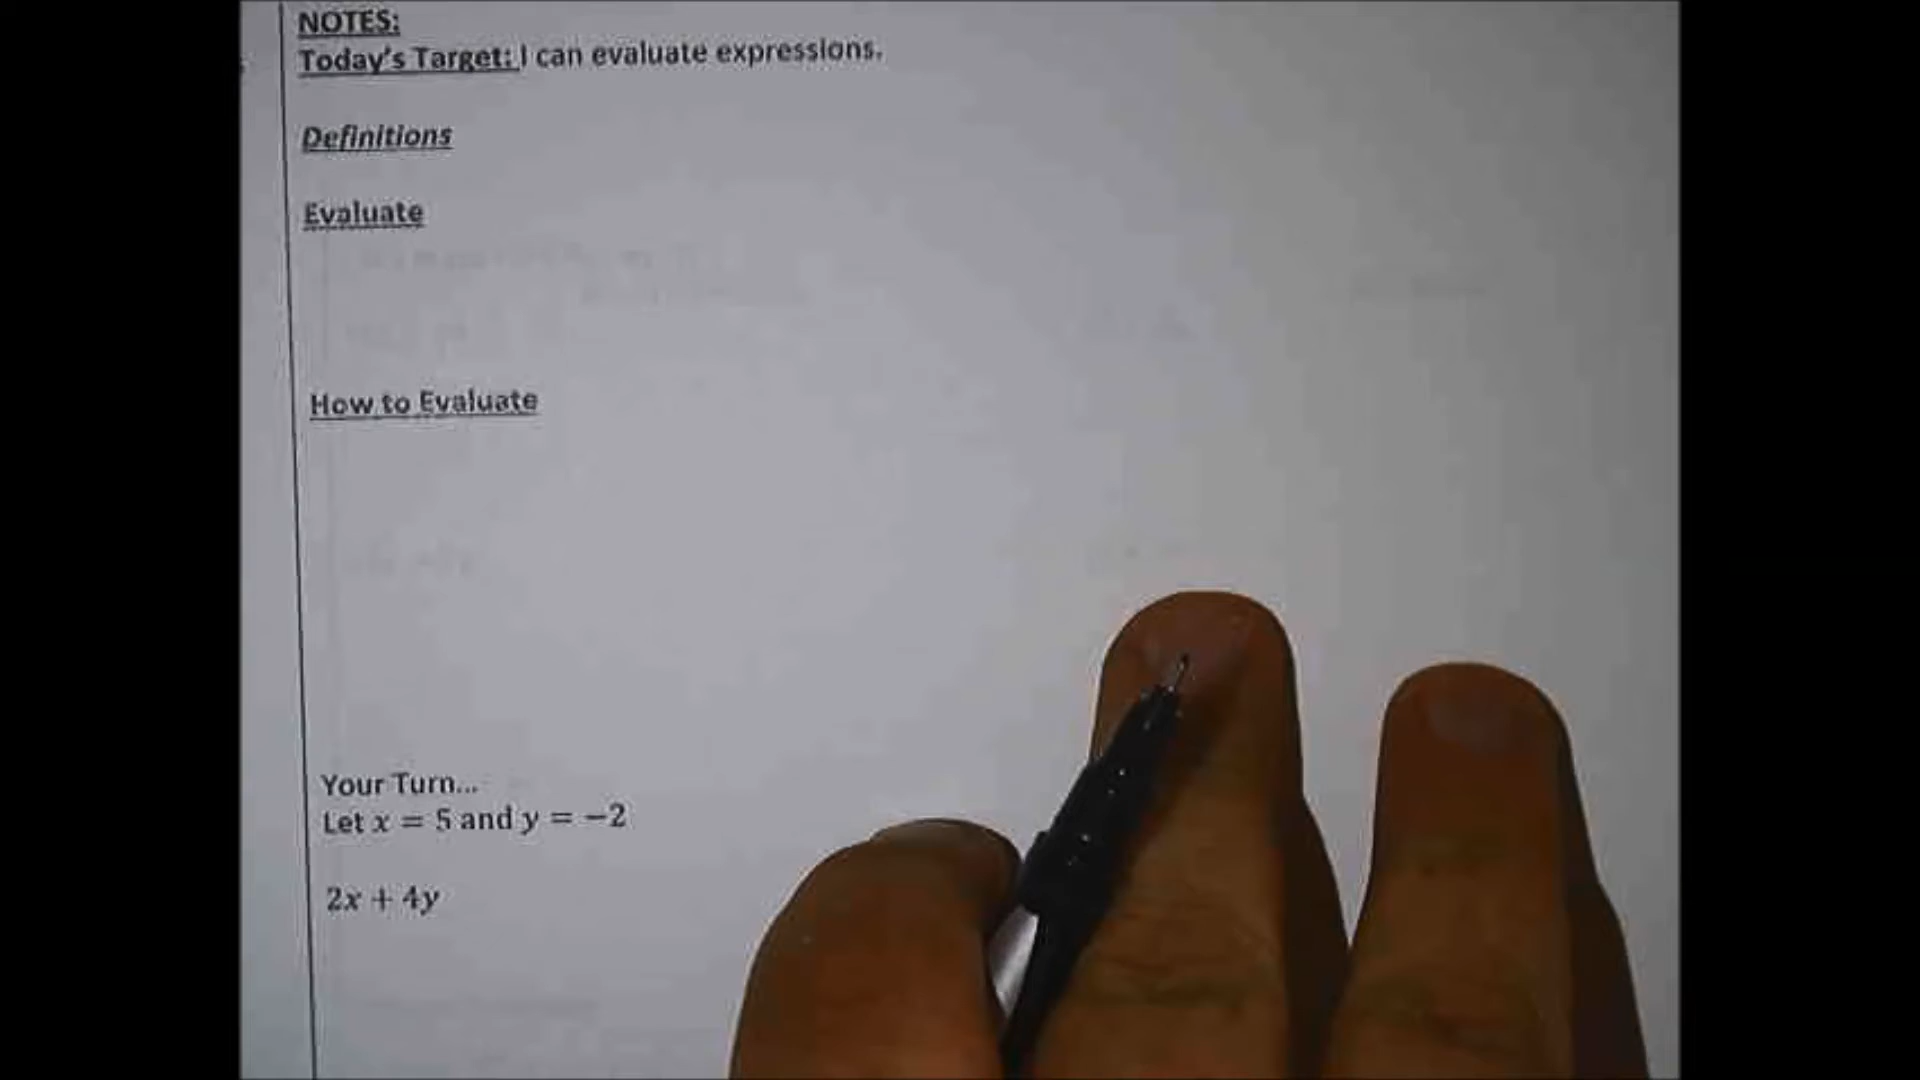 NOTES:
Today's Target: I can evaluate expressions.
Definitions
Evaluate
How to Evaluate
Your Turn...
Let x = 5 and y = −2
2x + 4y